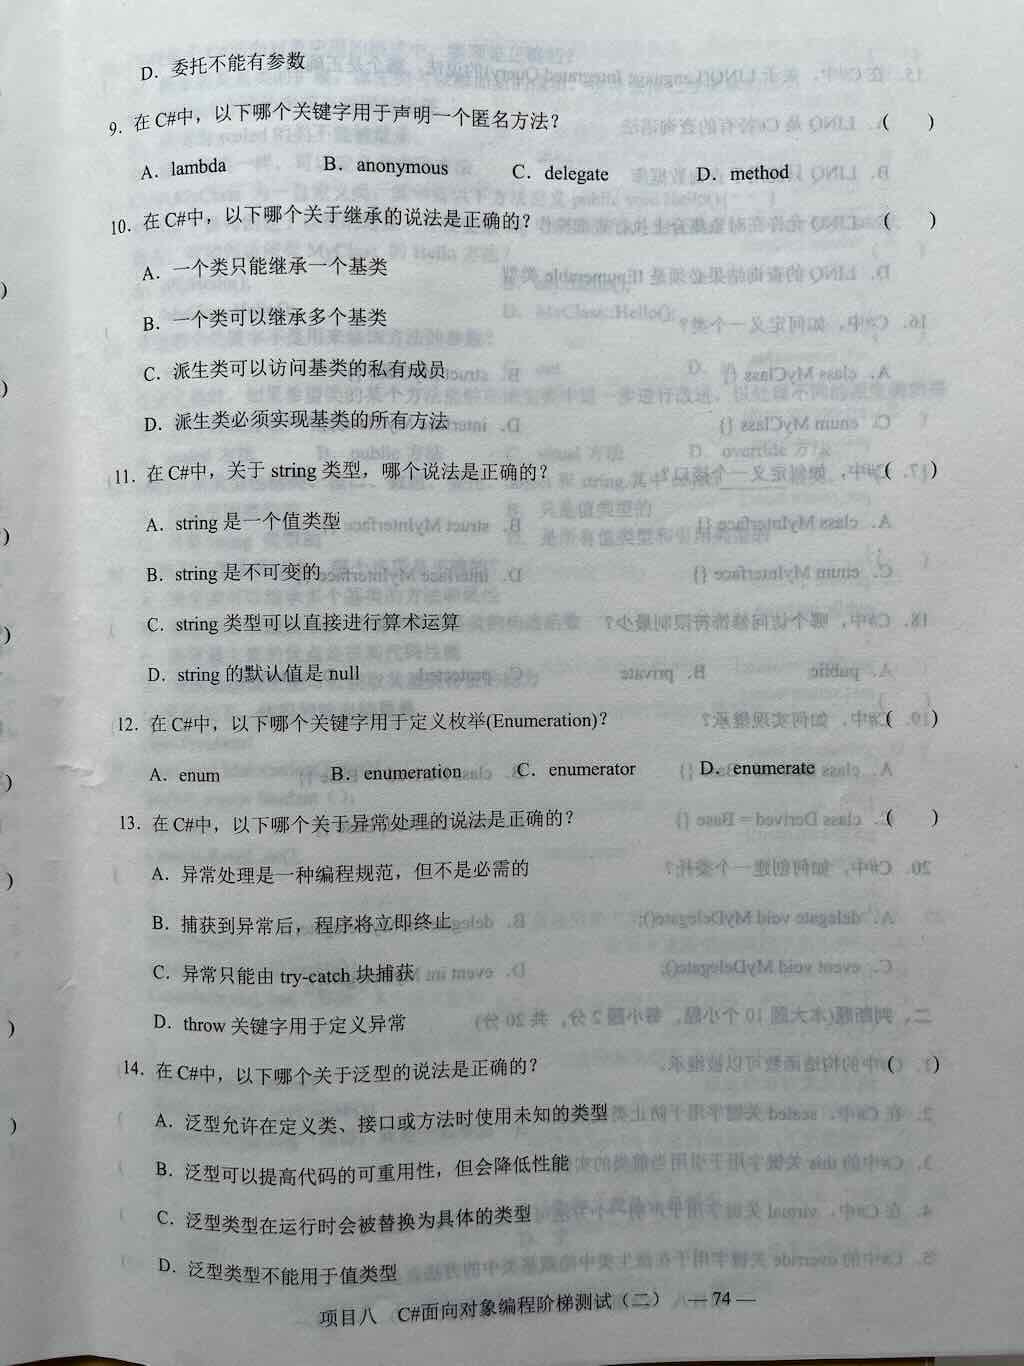 D. 委托不能有参数
9. 在 C#中，以下哪个关键字用于声明一个匿名方法? ( )
A. lambda B. anonymous C. delegate D. method
10. 在C#中，以下哪个关于继承的说法是正确的? ( )
A. 一个类只能继承一个基类
B. 一个类可以继承多个基类
C. 派生类可以访问基类的私有成员
D. 派生类必须实现基类的所有方法
11. 在C#中，关于 string 类型，哪个说法是正确的? ( )
A. string 是一个值类型
B. string 是不可变的
C. string 类型可以直接进行算术运算
D. string 的默认值是 null
12. 在C#中，以下哪个关键字用于定义枚举(Enumeration)? ( )
A. enum B. enumeration C. enumerator D. enumerate
13. 在C#中，以下哪个关于异常处理的说法是正确的? ( )
A. 异常处理是一种编程规范，但不是必需的
B. 捕获到异常后，程序将立即终止
C. 异常只能由 try-catch 块捕获
D. throw 关键字用于定义异常
14. 在C#中，以下哪个关于泛型的说法是正确的? ( )
A. 泛型允许在定义类、接口或方法时使用未知的类型
B. 泛型可以提高代码的可重用性，但会降低性能
C. 泛型类型在运行时会被替换为具体的类型
D. 泛型类型不能用于值类型
项目八 C#面向对象编程阶梯测试（二） — 74 —